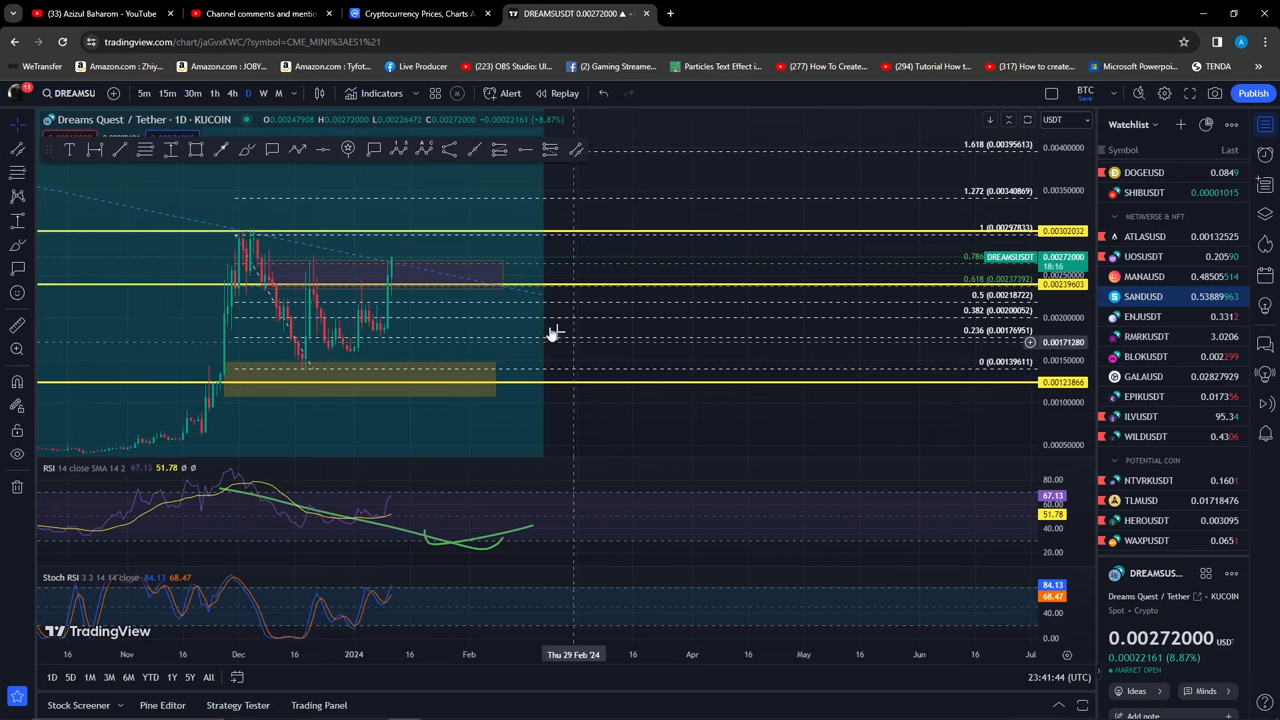 (33) Azizul Baharom - YouTube
Channel comments and mentio
Cryptocurrency Prices, Charts A
DREAMSUSDT 0.00272000 ▲
tradingview.com/chart/jaGvxKWC/?symbol=CME_MINI%3AES1%21
WeTransfer
Amazon.com : Zhiy...
Amazon.com: JOBY...
Amazon.com : Tyfot...
Live Producer
(223) OBS Studio Ul...
(2) Gaming Streame...
Particles Text Effect i...
(277) How To Create...
(294) Tutorial How t...
(317) How to create...
Microsoft Powerpoi...
TENDA
11
DREAMSU
5m 15m 30m 1h 4h D W M
Indicators
Alert
Replay
BTC
Save
Publish
Dreams Quest / Tether · 1D · KUCOIN
O0.00247908 H0.00272000 L0.00226472 C0.00272000 +0.00022161 (+8.87%)
USDT
1.618 (0.00395613)
0.00400000
1.272 (0.00340869)
0.00350000
1 (0.00297833)
0.00302032
0.786
DREAMSUSDT
0.00272000
18:16
0.00250000
0.618 (0.00237392)
0.00239603
0.5 (0.00218722)
0.382 (0.00200052)
0.00200000
0.236 (0.00176951)
0.00171280
0 (0.00139611)
0.00150000
0.00123866
0.00100000
0.00050000
RSI 14 close SMA 14 2 67.13 51.78 Ø Ø
80.00
67.13
51.78
40.00
20.00
Stoch RSI 3 3 14 14 close 84.13 68.47
84.13
68.47
40.00
0.00
TradingView
16 Nov 16 Dec 16 2024 16 Feb Thu 29 Feb '24 16 Apr 16 May 16 Jun 16 Jul
1D 5D 1M 3M 6M YTD 1Y 5Y All
23:41:44 (UTC)
Stock Screener
Pine Editor
Strategy Tester
Trading Panel
Watchlist
Symbol Last
DOGEUSD 0.0849
SHIBUSDT 0.00001015
METAVERSE & NFT
ATLASUSD 0.00132525
UOSUSDT 0.20590
MANAUSD 0.48505514
SANDUSD 0.53889963
ENJUSDT 0.3312
RMRKUSDT 3.0206
BLOKUSDT 0.002299
GALAUSD 0.02827929
EPIKUSDT 0.017356
ILVUSDT 95.34
WILDUSDT 0.4306
POTENTIAL COIN
NTVRKUSDT 0.1601
TLMUSD 0.01718476
HEROUSDT 0.003095
WAXPUSDT 0.0651
DREAMSUS...
Dreams Quest / Tether · KUCOIN
Spot • Crypto
0.00272000 USDT
0.00022161 (8.87%)
MARKET OPEN
Ideas
Minds
Add note